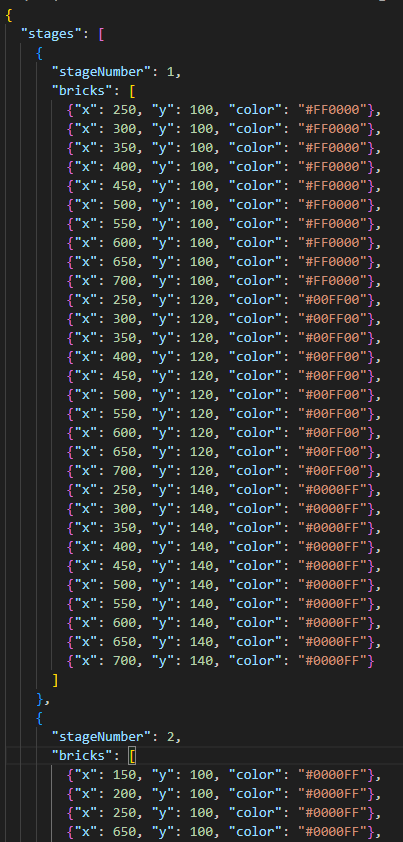 {
"stages": [
{
"stageNumber": 1,
"bricks": [
{"x": 250, "y": 100, "color": "#FF0000"},
{"x": 300, "y": 100, "color": "#FF0000"},
{"x": 350, "y": 100, "color": "#FF0000"},
{"x": 400, "y": 100, "color": "#FF0000"},
{"x": 450, "y": 100, "color": "#FF0000"},
{"x": 500, "y": 100, "color": "#FF0000"},
{"x": 550, "y": 100, "color": "#FF0000"},
{"x": 600, "y": 100, "color": "#FF0000"},
{"x": 650, "y": 100, "color": "#FF0000"},
{"x": 700, "y": 100, "color": "#FF0000"},
{"x": 250, "y": 120, "color": "#00FF00"},
{"x": 300, "y": 120, "color": "#00FF00"},
{"x": 350, "y": 120, "color": "#00FF00"},
{"x": 400, "y": 120, "color": "#00FF00"},
{"x": 450, "y": 120, "color": "#00FF00"},
{"x": 500, "y": 120, "color": "#00FF00"},
{"x": 550, "y": 120, "color": "#00FF00"},
{"x": 600, "y": 120, "color": "#00FF00"},
{"x": 650, "y": 120, "color": "#00FF00"},
{"x": 700, "y": 120, "color": "#00FF00"},
{"x": 250, "y": 140, "color": "#0000FF"},
{"x": 300, "y": 140, "color": "#0000FF"},
{"x": 350, "y": 140, "color": "#0000FF"},
{"x": 400, "y": 140, "color": "#0000FF"},
{"x": 450, "y": 140, "color": "#0000FF"},
{"x": 500, "y": 140, "color": "#0000FF"},
{"x": 550, "y": 140, "color": "#0000FF"},
{"x": 600, "y": 140, "color": "#0000FF"},
{"x": 650, "y": 140, "color": "#0000FF"},
{"x": 700, "y": 140, "color": "#0000FF"}
]
},
{
"stageNumber": 2,
"bricks": [
{"x": 150, "y": 100, "color": "#0000FF"},
{"x": 200, "y": 100, "color": "#0000FF"},
{"x": 250, "y": 100, "color": "#0000FF"},
{"x": 650, "y": 100, "color": "#0000FF"},